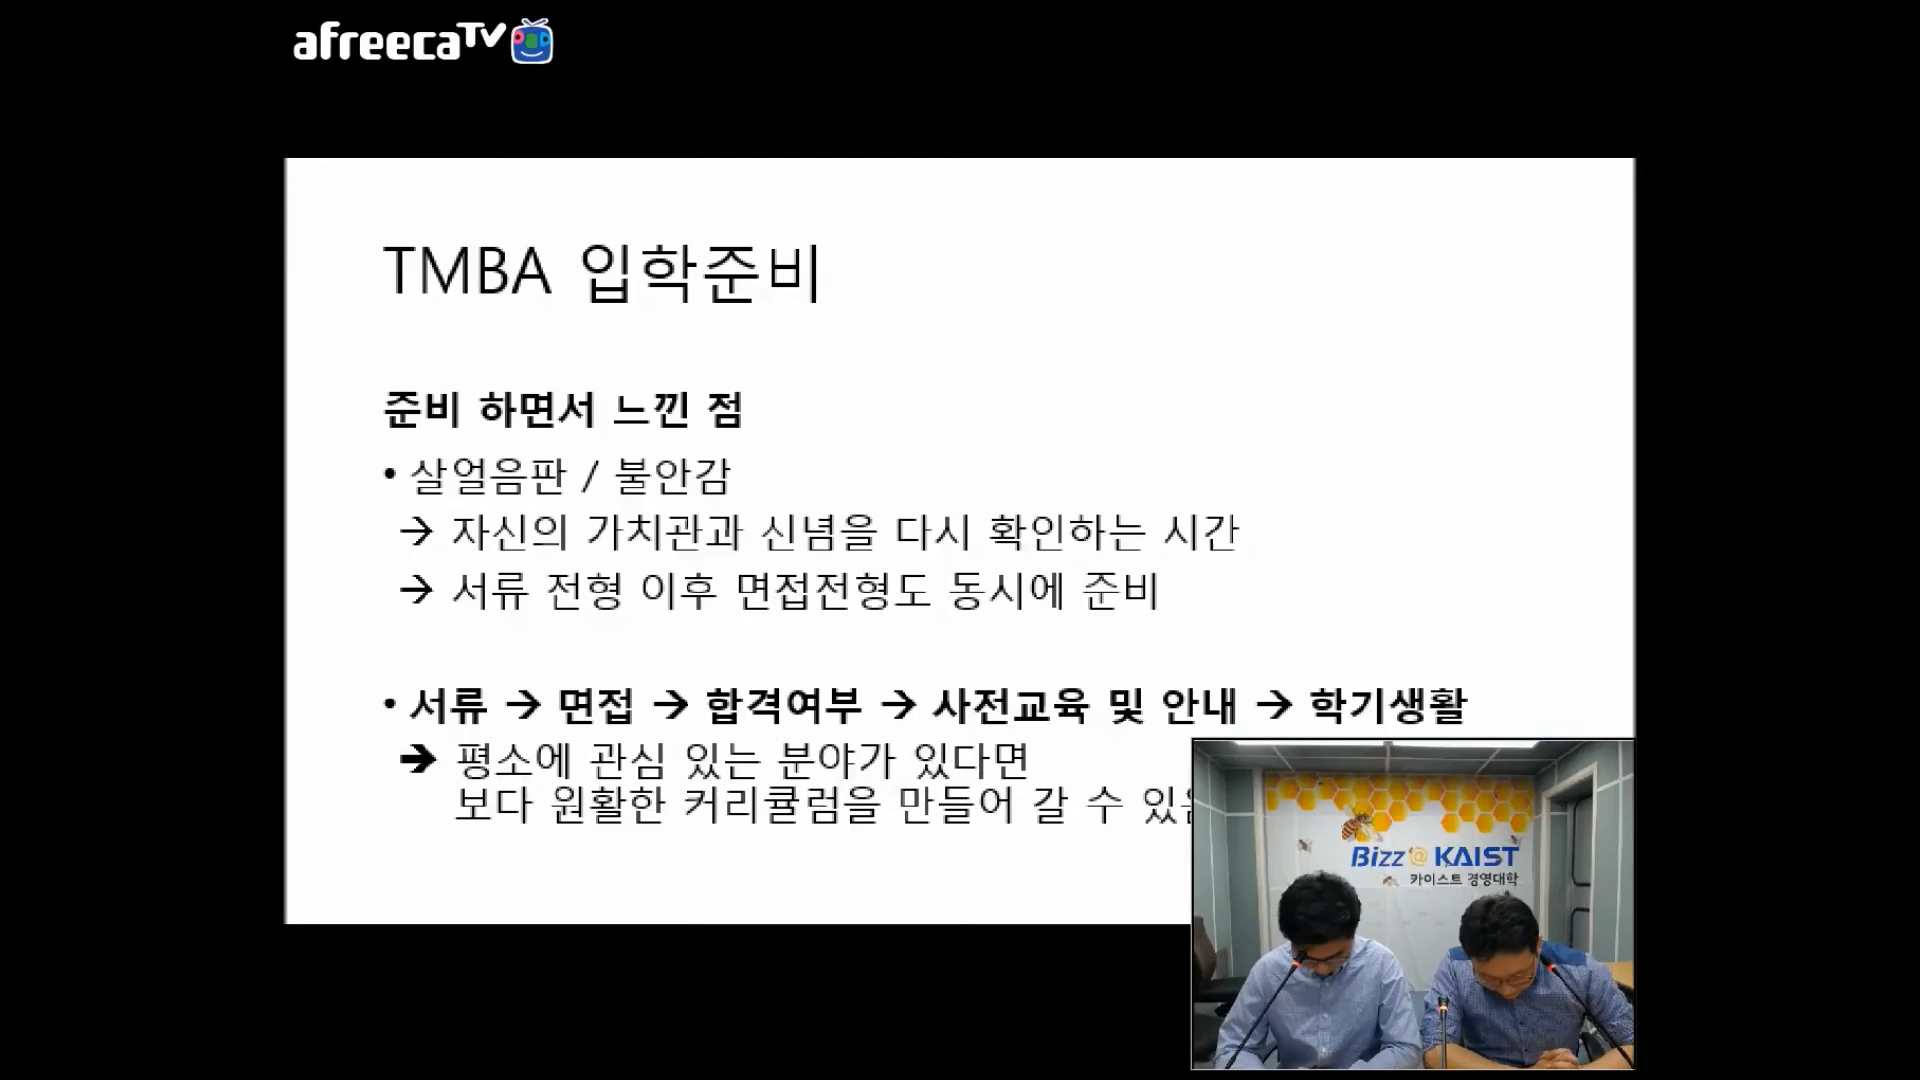 afreecaTV
TMBA 입학준비
준비 하면서 느낀 점
• 살얼음판 / 불안감
→ 자신의 가치관과 신념을 다시 확인하는 시간
→ 서류 전형 이후 면접전형도 동시에 준비
• 서류 → 면접 → 합격여부 → 사전교육 및 안내 → 학기생활
→ 평소에 관심 있는 분야가 있다면
보다 원활한 커리큘럼을 만들어 갈 수
Bizz@KAIST
카이스트 경영대학